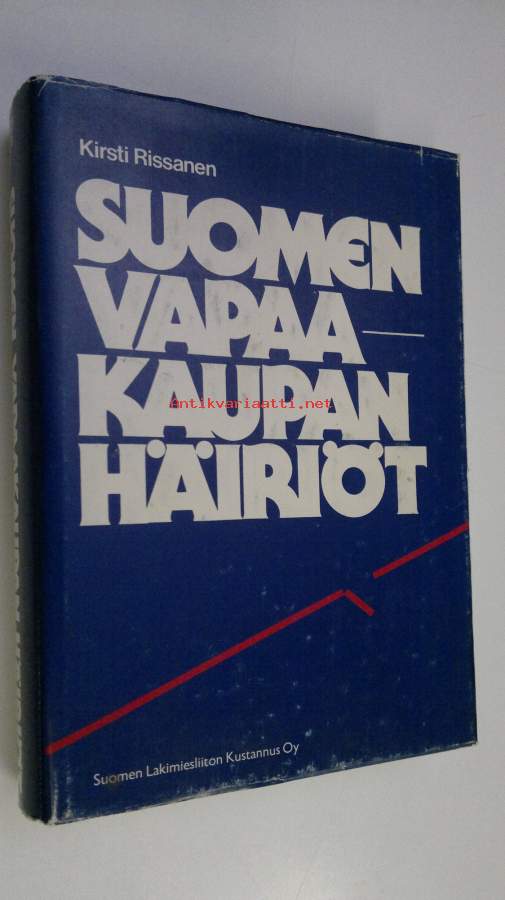 Kirsti Rissanen
SUOMEN
VAPAA-
KAUPAN
antikvariaatti.net
HÄIRIÖT
Suomen Lakimiesliiton Kustannus Oy